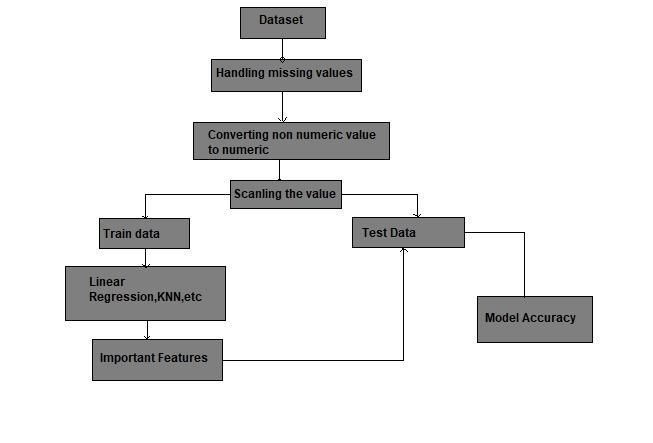 Dataset
Handling missing values
Converting non numeric value
to numeric
Scanling the value
Train data
Test Data
Linear
Regression,KNN,etc
Model Accuracy
Important Features